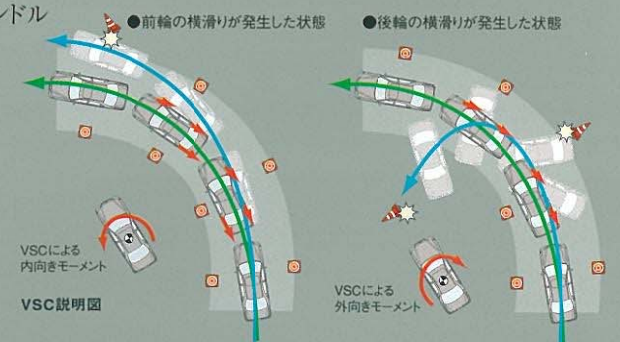 ンドル
●前輪の横滑りが発生した状態
●後輪の横滑りが発生した状態
VSCによる
内向きモーメント
VSC説明図
VSCによる
外向きモーメント